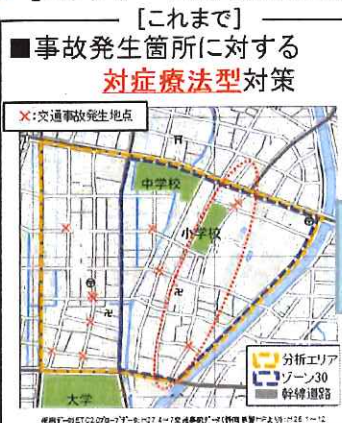 [これまで]
■事故発生箇所に対する
対症療法型対策
×:交通事故発生地点
中学校
小学校
大学
分析エリア
ゾーン30
幹線道路